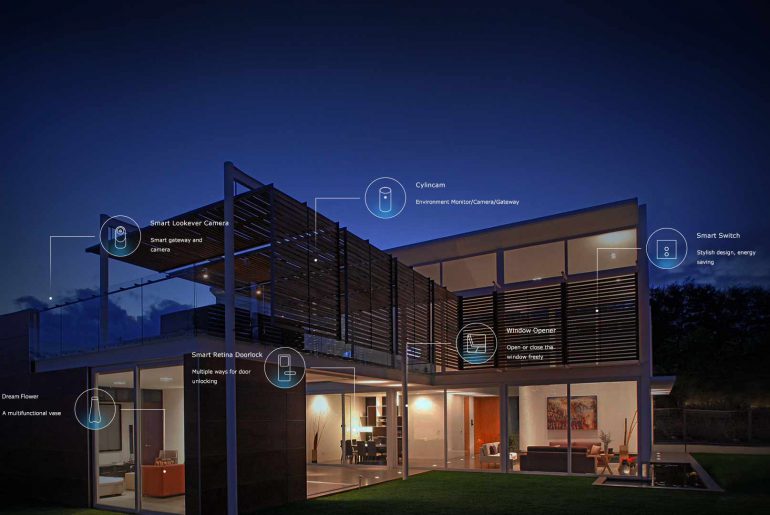 Cylincam
Environment Monitor/Camera/Gateway
Smart Lookever Camera
Smart gateway and
camera
Smart Switch
Stylish design, energy
saving
Window Opener
Open or close the
window freely
Smart Retina Doorlock
Multiple ways for door
unlocking
Dream Flower
A multifunctional vase